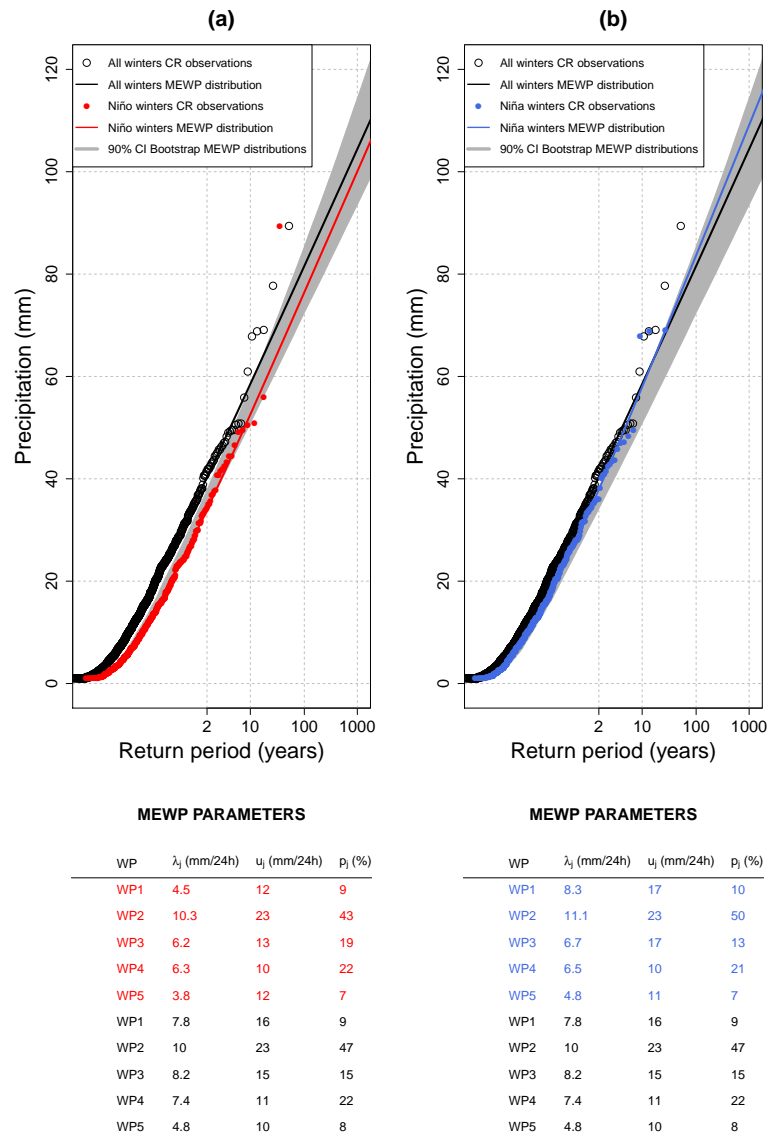 (a)
All winters CR observations
All winters MEWP distribution
Niño winters CR observations
Niño winters MEWP distribution
90% CI Bootstrap MEWP distributions
Precipitation (mm)
120
100
80
60
40
20
0
2 10 100 1000
Return period (years)
(b)
All winters CR observations
All winters MEWP distribution
Niña winters CR observations
Niña winters MEWP distribution
90% CI Bootstrap MEWP distributions
Precipitation (mm)
120
100
80
60
40
20
0
2 10 100 1000
Return period (years)
MEWP PARAMETERS
WP λj (mm/24h) uj (mm/24h) pj (%)
WP1 4.5 12 9
WP2 10.3 23 43
WP3 6.2 13 19
WP4 6.3 10 22
WP5 3.8 12 7
WP1 7.8 16 9
WP2 10 23 47
WP3 8.2 15 15
WP4 7.4 11 22
WP5 4.8 10 8
MEWP PARAMETERS
WP λj (mm/24h) uj (mm/24h) pj (%)
WP1 8.3 17 10
WP2 11.1 23 50
WP3 6.7 17 13
WP4 6.5 10 21
WP5 4.8 11 7
WP1 7.8 16 9
WP2 10 23 47
WP3 8.2 15 15
WP4 7.4 11 22
WP5 4.8 10 8